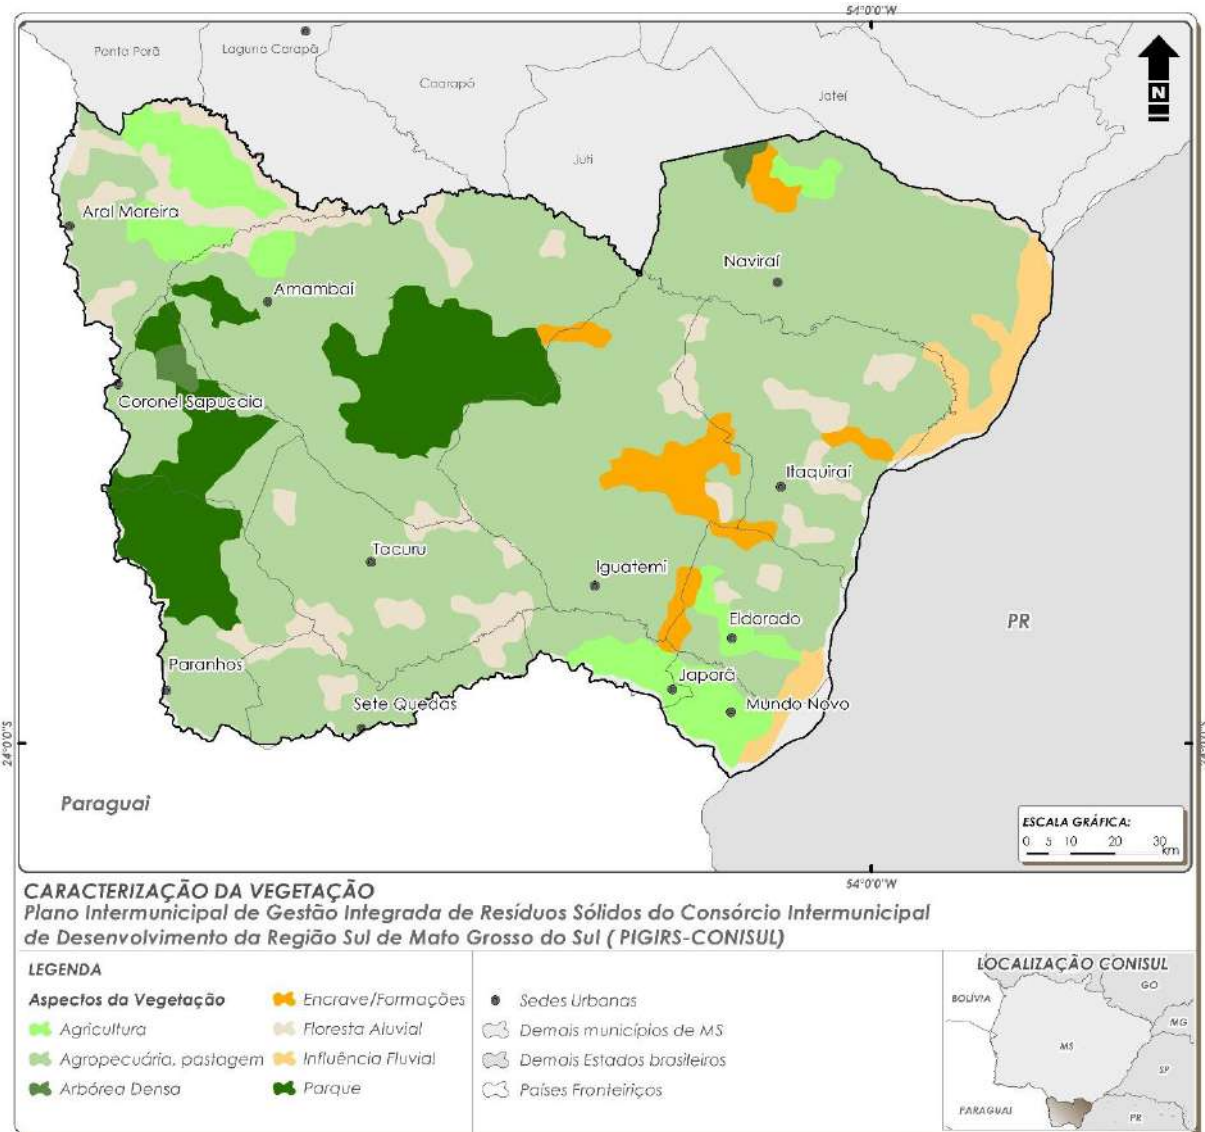 54°0'0"W
Ponta Porã
Laguna Carapã
Caarapó
Jateí
Juti
N
Aral Moreira
Naviraí
Amambai
Coronel Sapucaia
Itaquiraí
Tacuru
Iguatemi
Eldorado
PR
Paranhos
Japorã
Sete Quedas
Mundo Novo
24°0'0"S
Paraguai
ESCALA GRÁFICA:
0 5 10 20 30
km
54°0'0"W
CARACTERIZAÇÃO DA VEGETAÇÃO
Plano Intermunicipal de Gestão Integrada de Resíduos Sólidos do Consórcio Intermunicipal
de Desenvolvimento da Região Sul de Mato Grosso do Sul ( PIGIRS-CONISUL)
LEGENDA
Aspectos da Vegetação
Agricultura
Agropecuária, pastagem
Arbórea Densa
Encrave/Formações
Floresta Aluvial
Influência Fluvial
Parque
Sedes Urbanas
Demais municípios de MS
Demais Estados brasileiros
Países Fronteiriços
LOCALIZAÇÃO CONISUL
GO
BOLÍVIA
MG
MS
SP
PARAGUAI
PR